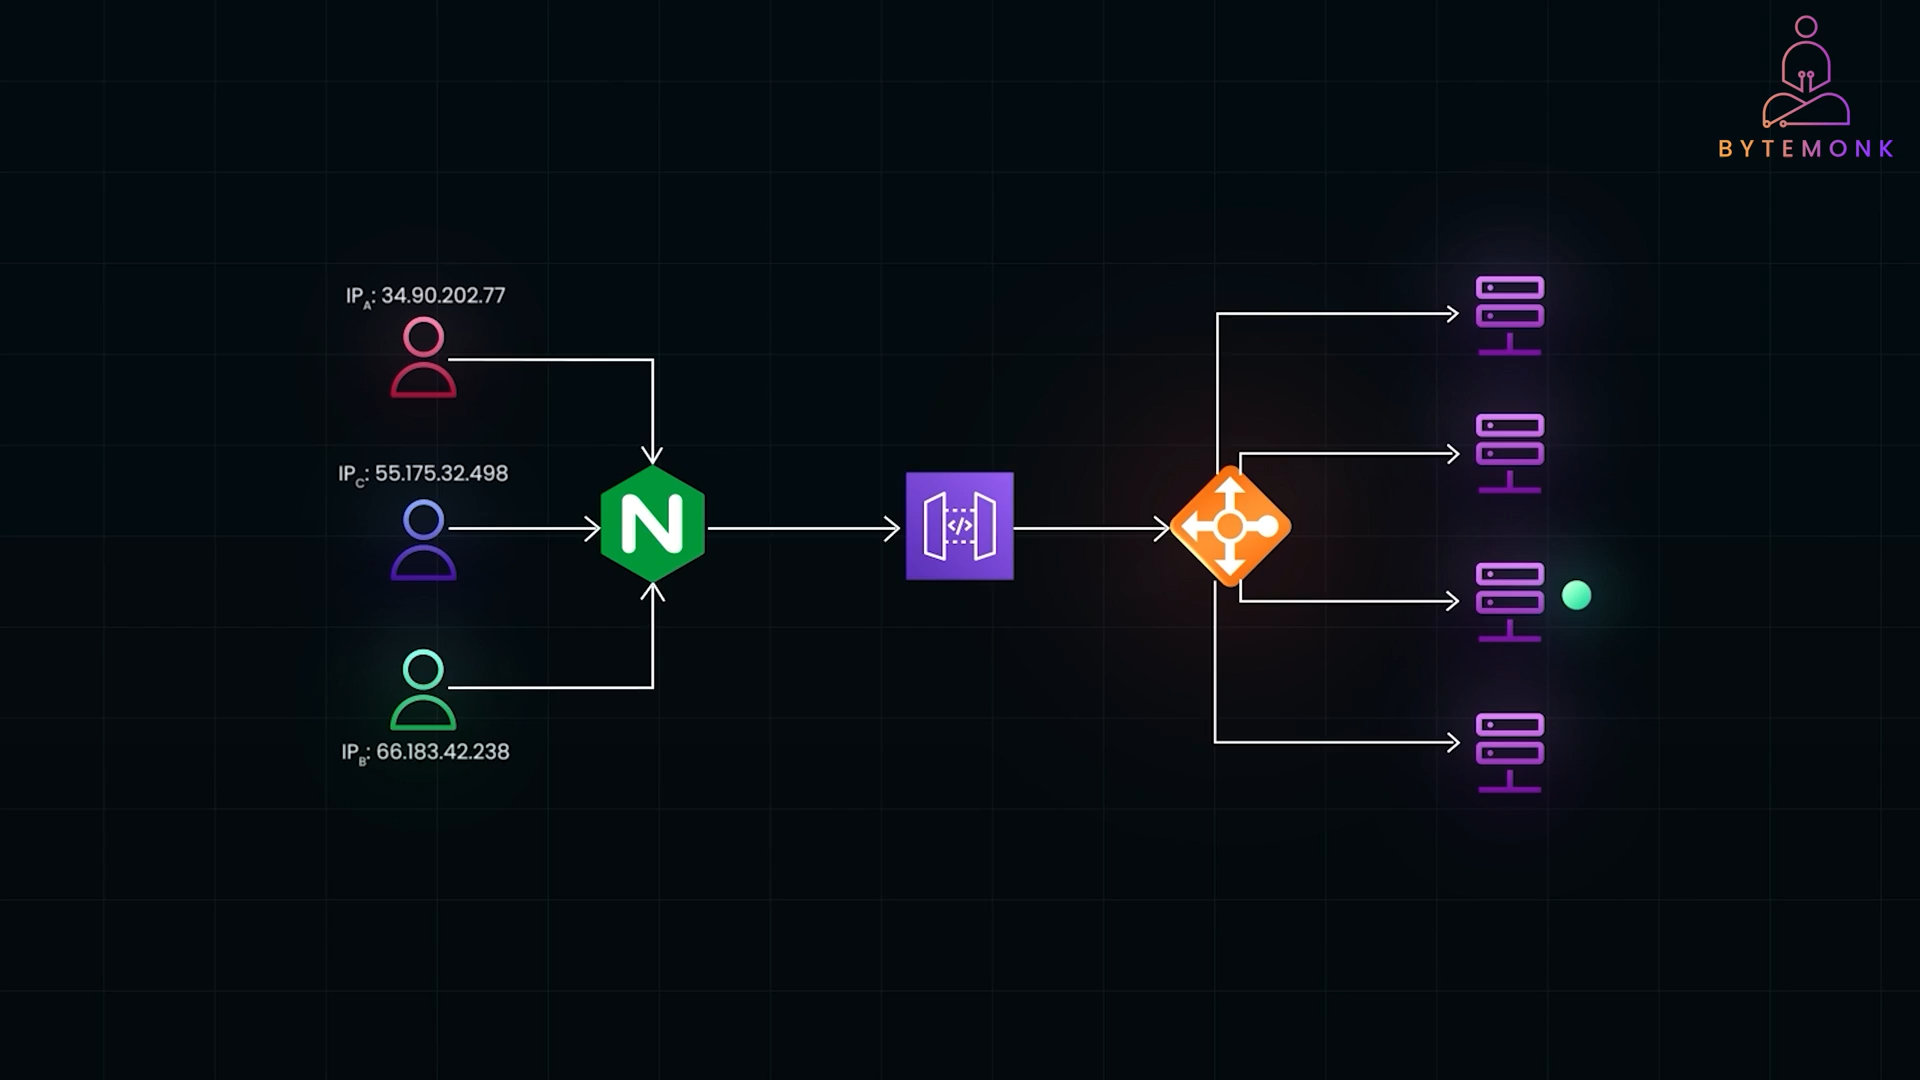 BYTEMONK
IPA: 34.90.202.77
IPC: 55.175.32.498
N
</>
IPB: 66.183.42.238